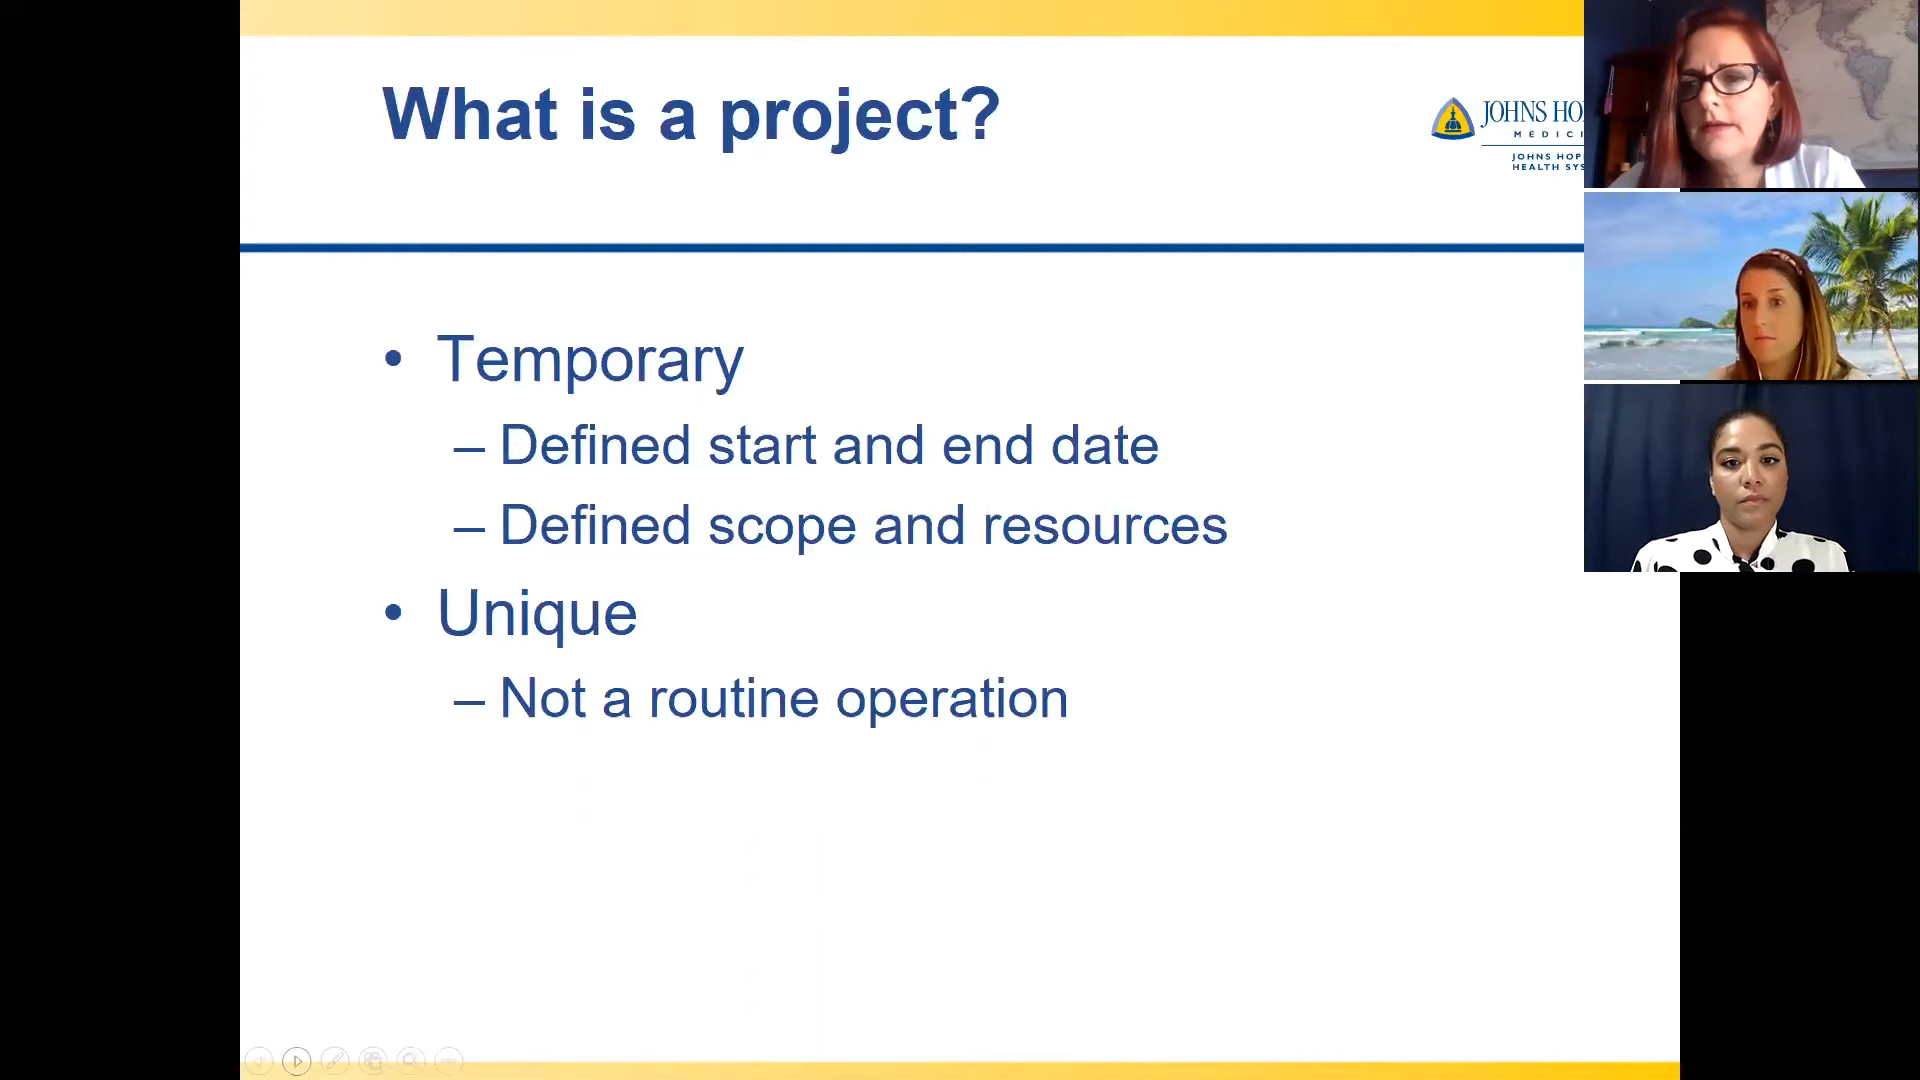 What is a project?
JOHNS HO
MEDICI
JOHNS HOP
HEALTH SYS
• Temporary
– Defined start and end date
– Defined scope and resources
• Unique
– Not a routine operation